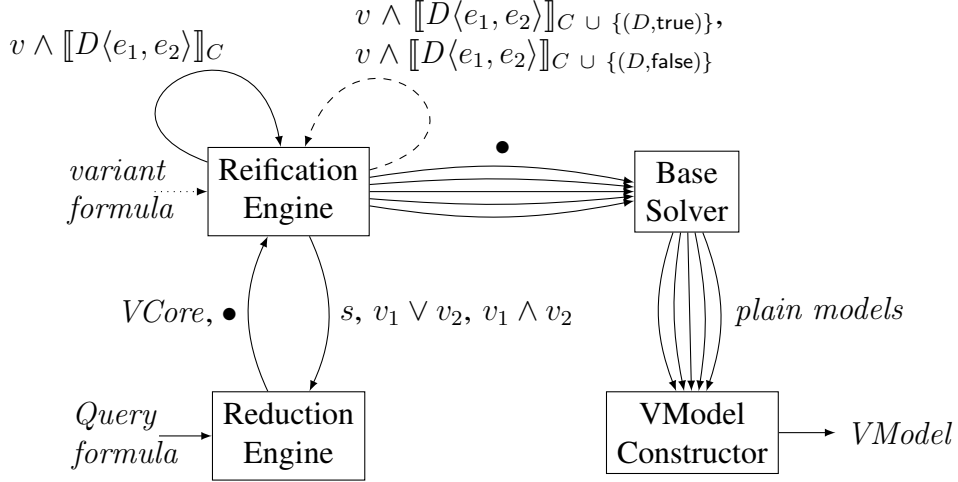 v ∧ ⟦D⟨e₁, e₂⟩⟧_{C ∪ {(D,true)}},
v ∧ ⟦D⟨e₁, e₂⟩⟧_C
v ∧ ⟦D⟨e₁, e₂⟩⟧_{C ∪ {(D,false)}}
variant
formula
Reification
Engine
●
Base
Solver
VCore, ●
s, v₁ ∨ v₂, v₁ ∧ v₂
plain models
Query
formula
Reduction
Engine
VModel
Constructor
VModel